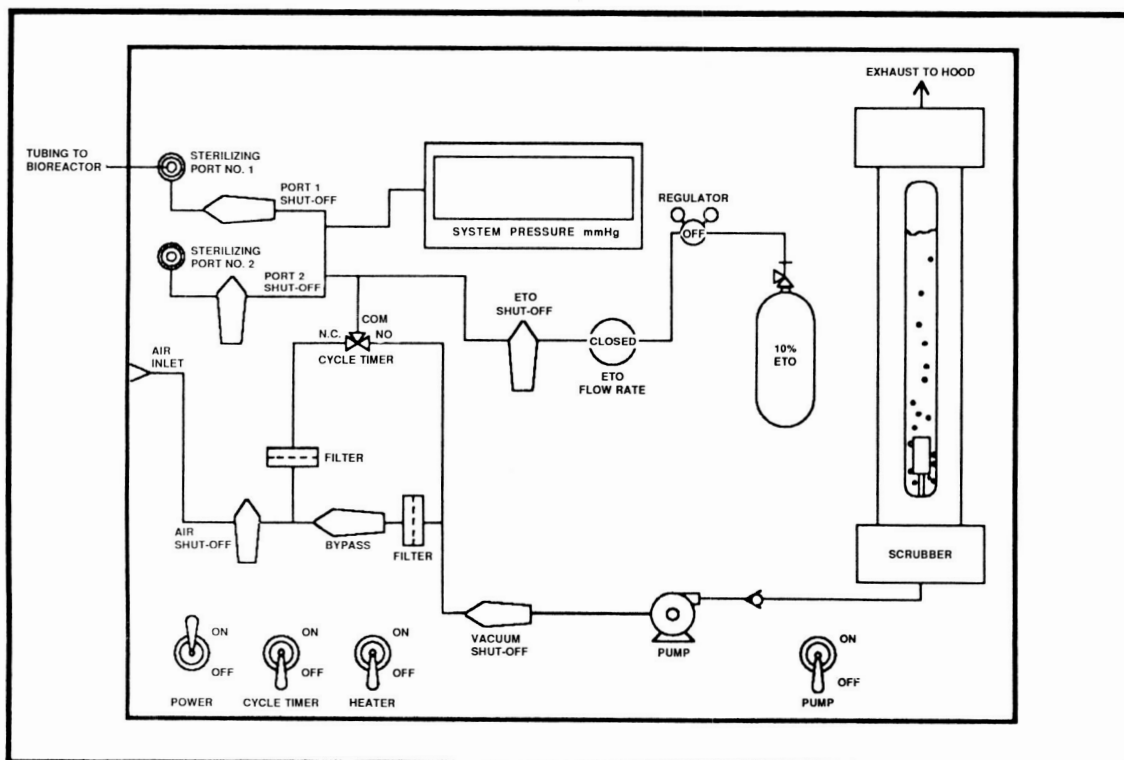 EXHAUST TO HOOD
TUBING TO
BIOREACTOR
STERILIZING
PORT NO. 1
PORT 1
SHUT-OFF
SYSTEM PRESSURE mmHg
REGULATOR
OFF
STERILIZING
PORT NO. 2
PORT 2
SHUT-OFF
ETO
SHUT-OFF
COM
N.C.
NO
CYCLE TIMER
CLOSED
ETO
FLOW RATE
10%
ETO
AIR
INLET
FILTER
AIR
SHUT-OFF
BYPASS
FILTER
SCRUBBER
VACUUM
SHUT-OFF
PUMP
ON
OFF
POWER
ON
OFF
CYCLE TIMER
ON
OFF
HEATER
ON
OFF
PUMP